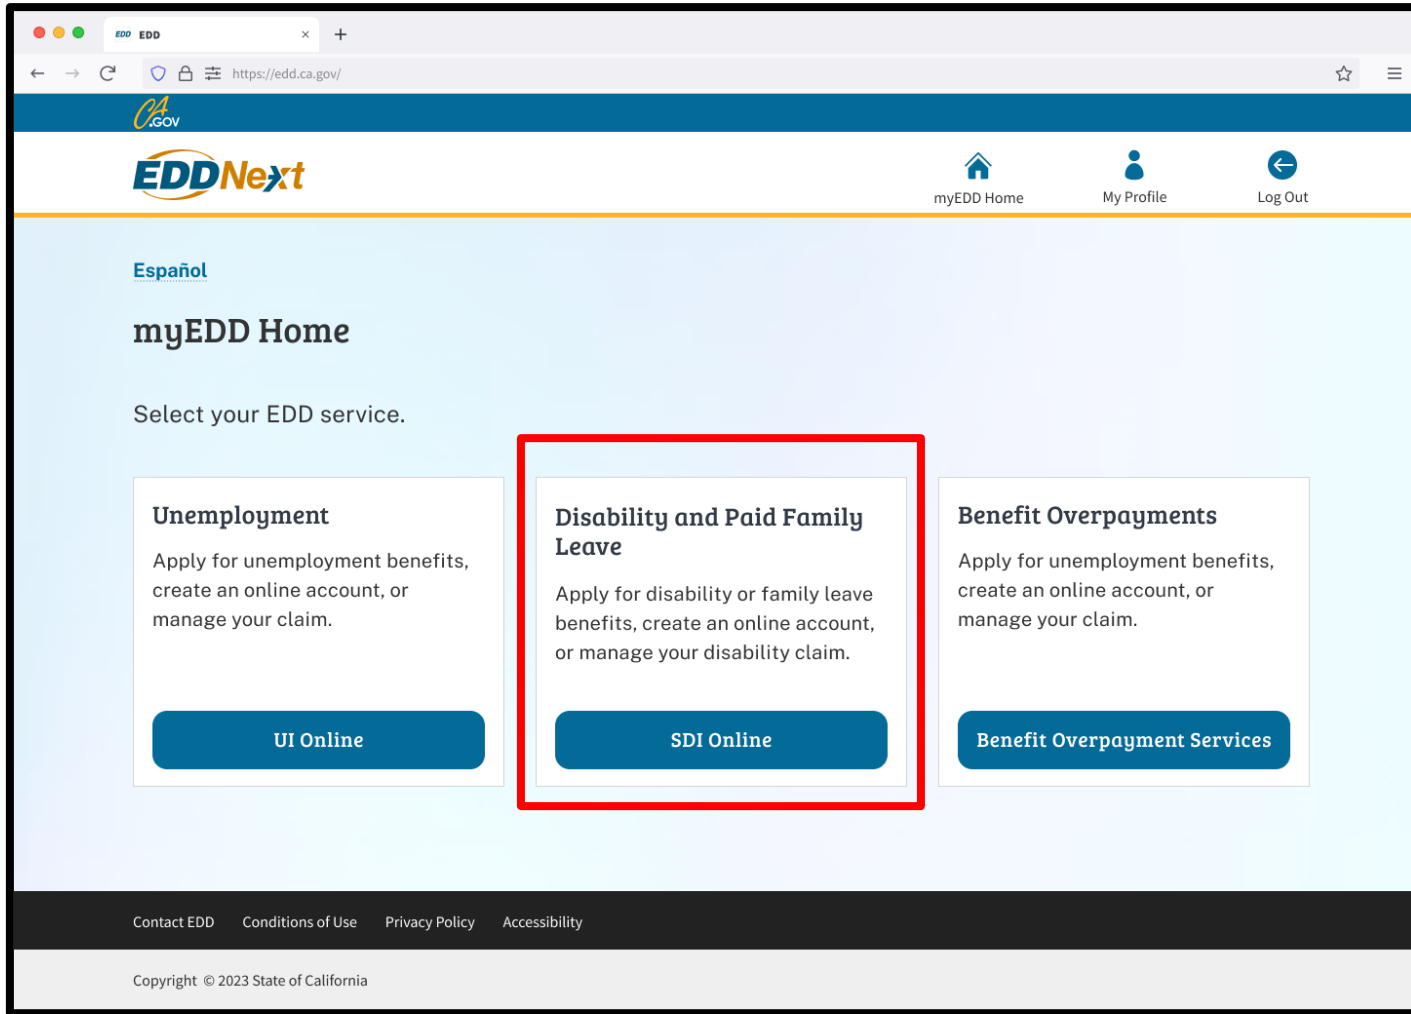 EDD EDD
https://edd.ca.gov/
CA.GOV
EDDNext
myEDD Home
My Profile
Log Out
Español
myEDD Home
Select your EDD service.
Unemployment
Apply for unemployment benefits,
create an online account, or
manage your claim.
UI Online
Disability and Paid Family
Leave
Apply for disability or family leave
benefits, create an online account,
or manage your disability claim.
SDI Online
Benefit Overpayments
Apply for unemployment benefits,
create an online account, or
manage your claim.
Benefit Overpayment Services
Contact EDD Conditions of Use Privacy Policy Accessibility
Copyright © 2023 State of California